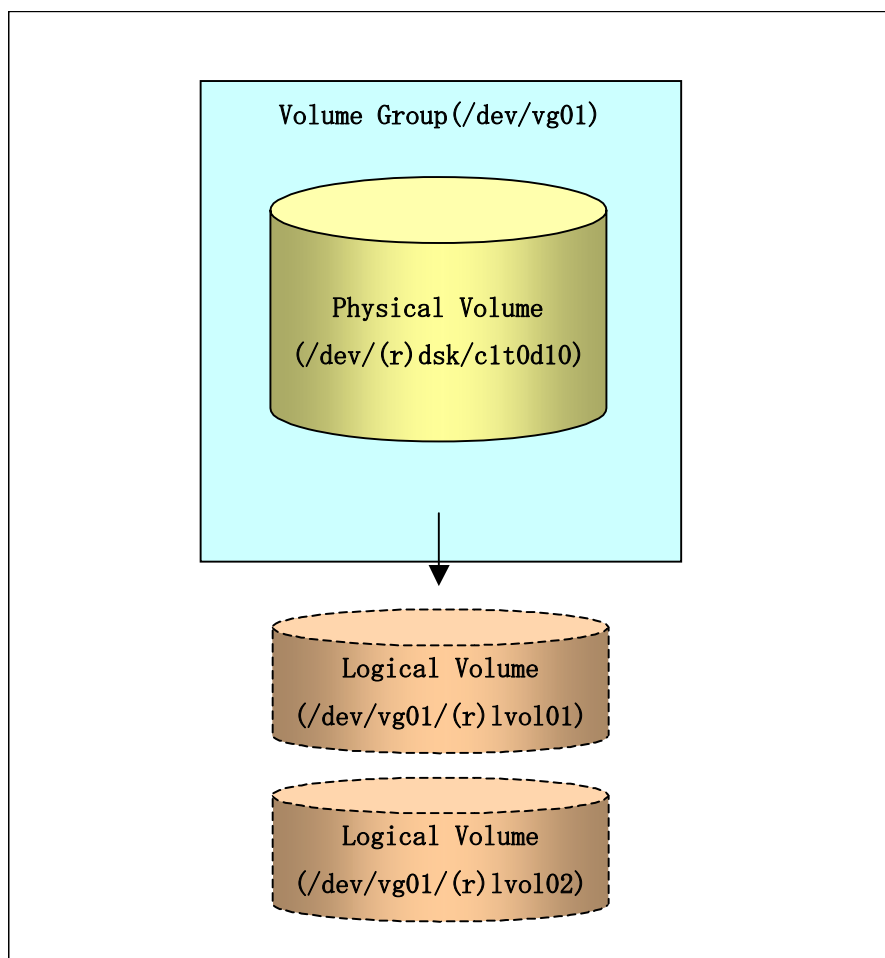 Volume Group(/dev/vg01)
Physical Volume
(/dev/(r)dsk/c1t0d10)
Logical Volume
(/dev/vg01/(r)lvol01)
Logical Volume
(/dev/vg01/(r)lvol02)